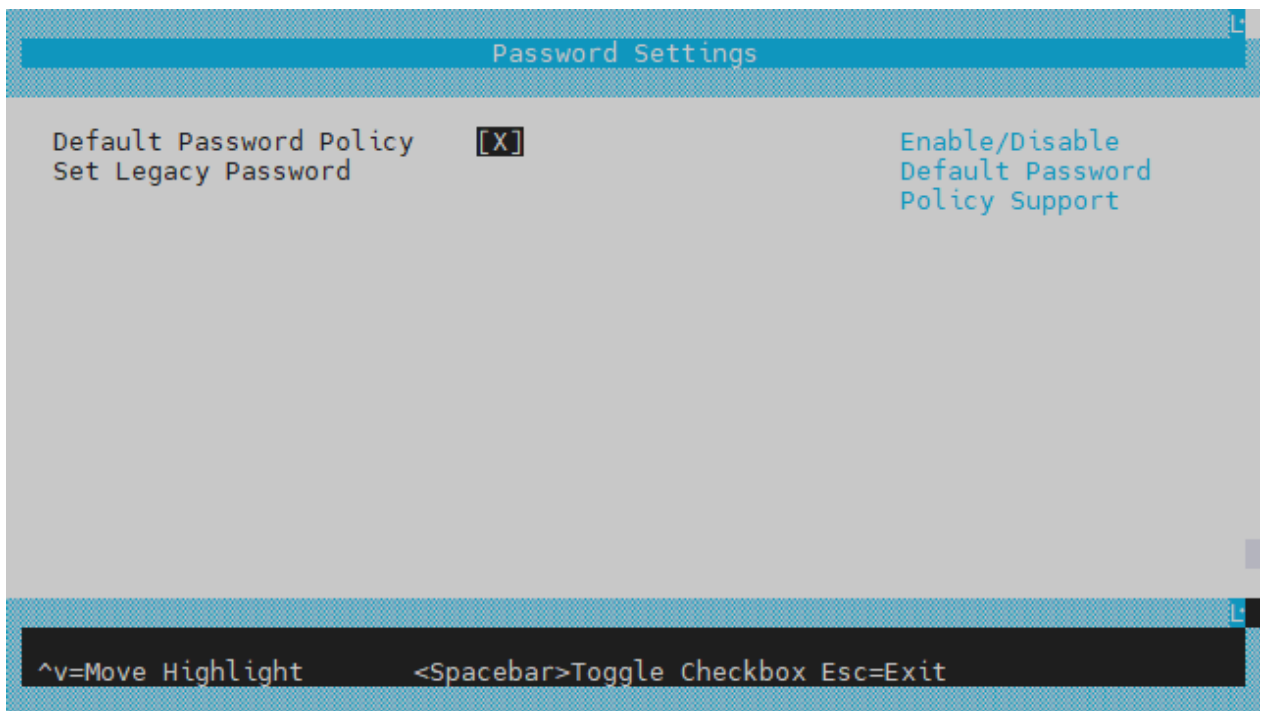 Password Settings
Default Password Policy [X]
Set Legacy Password
Enable/Disable
Default Password
Policy Support
^v=Move Highlight <Spacebar>Toggle Checkbox Esc=Exit